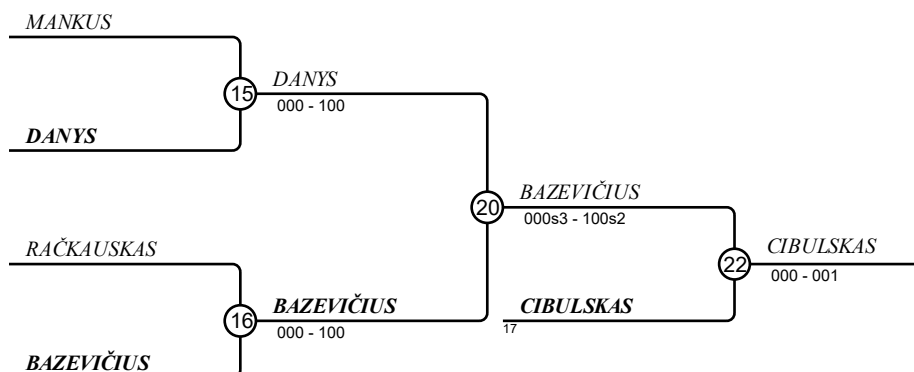 MANKUS
15
DANYS
000 - 100
DANYS
20
BAZEVIČIUS
000s3 - 100s2
RAČKAUSKAS
22
CIBULSKAS
000 - 001
16
BAZEVIČIUS
000 - 100
CIBULSKAS
17
BAZEVIČIUS